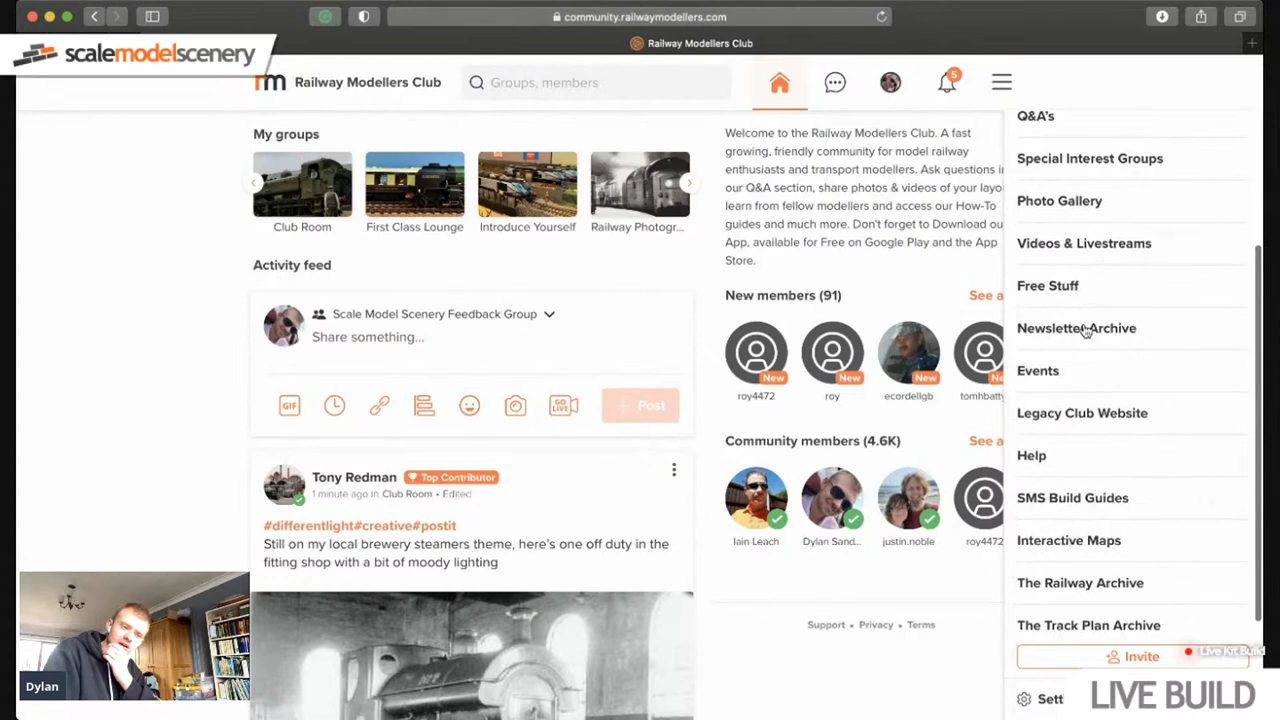 community.railwaymodellers.com
Railway Modellers Club
scalemodelscenery
rm Railway Modellers Club
Groups, members
5
My groups
Club Room
First Class Lounge
Introduce Yourself
Railway Photogr...
Activity feed
Scale Model Scenery Feedback Group
Share something...
GIF
GO LIVE
+ Post
Tony Redman
Top Contributor
1 minute ago in Club Room • Edited
#differentlight#creative#postit
Still on my local brewery steamers theme, here's one off duty in the
fitting shop with a bit of moody lighting
Welcome to the Railway Modellers Club. A fast
growing, friendly community for model railway
enthusiasts and transport modellers. Ask questions i
our Q&A section, share photos & videos of your layo
learn from fellow modellers and access our How-To
guides and much more. Don't forget to Download ou
App, available for Free on Google Play and the App
Store.
New members (91)
See a
New
New
New
Ne
roy4472
roy
ecordellgb
tomhbatty
Community members (4.6K)
See a
Iain Leach
Dylan Sand...
justin.noble
roy4472
Support • Privacy • Terms
Q&A's
Special Interest Groups
Photo Gallery
Videos & Livestreams
Free Stuff
Newsletter Archive
Events
Legacy Club Website
Help
SMS Build Guides
Interactive Maps
The Railway Archive
The Track Plan Archive
Invite
Live Kit Build
Sett
LIVE BUILD
Dylan